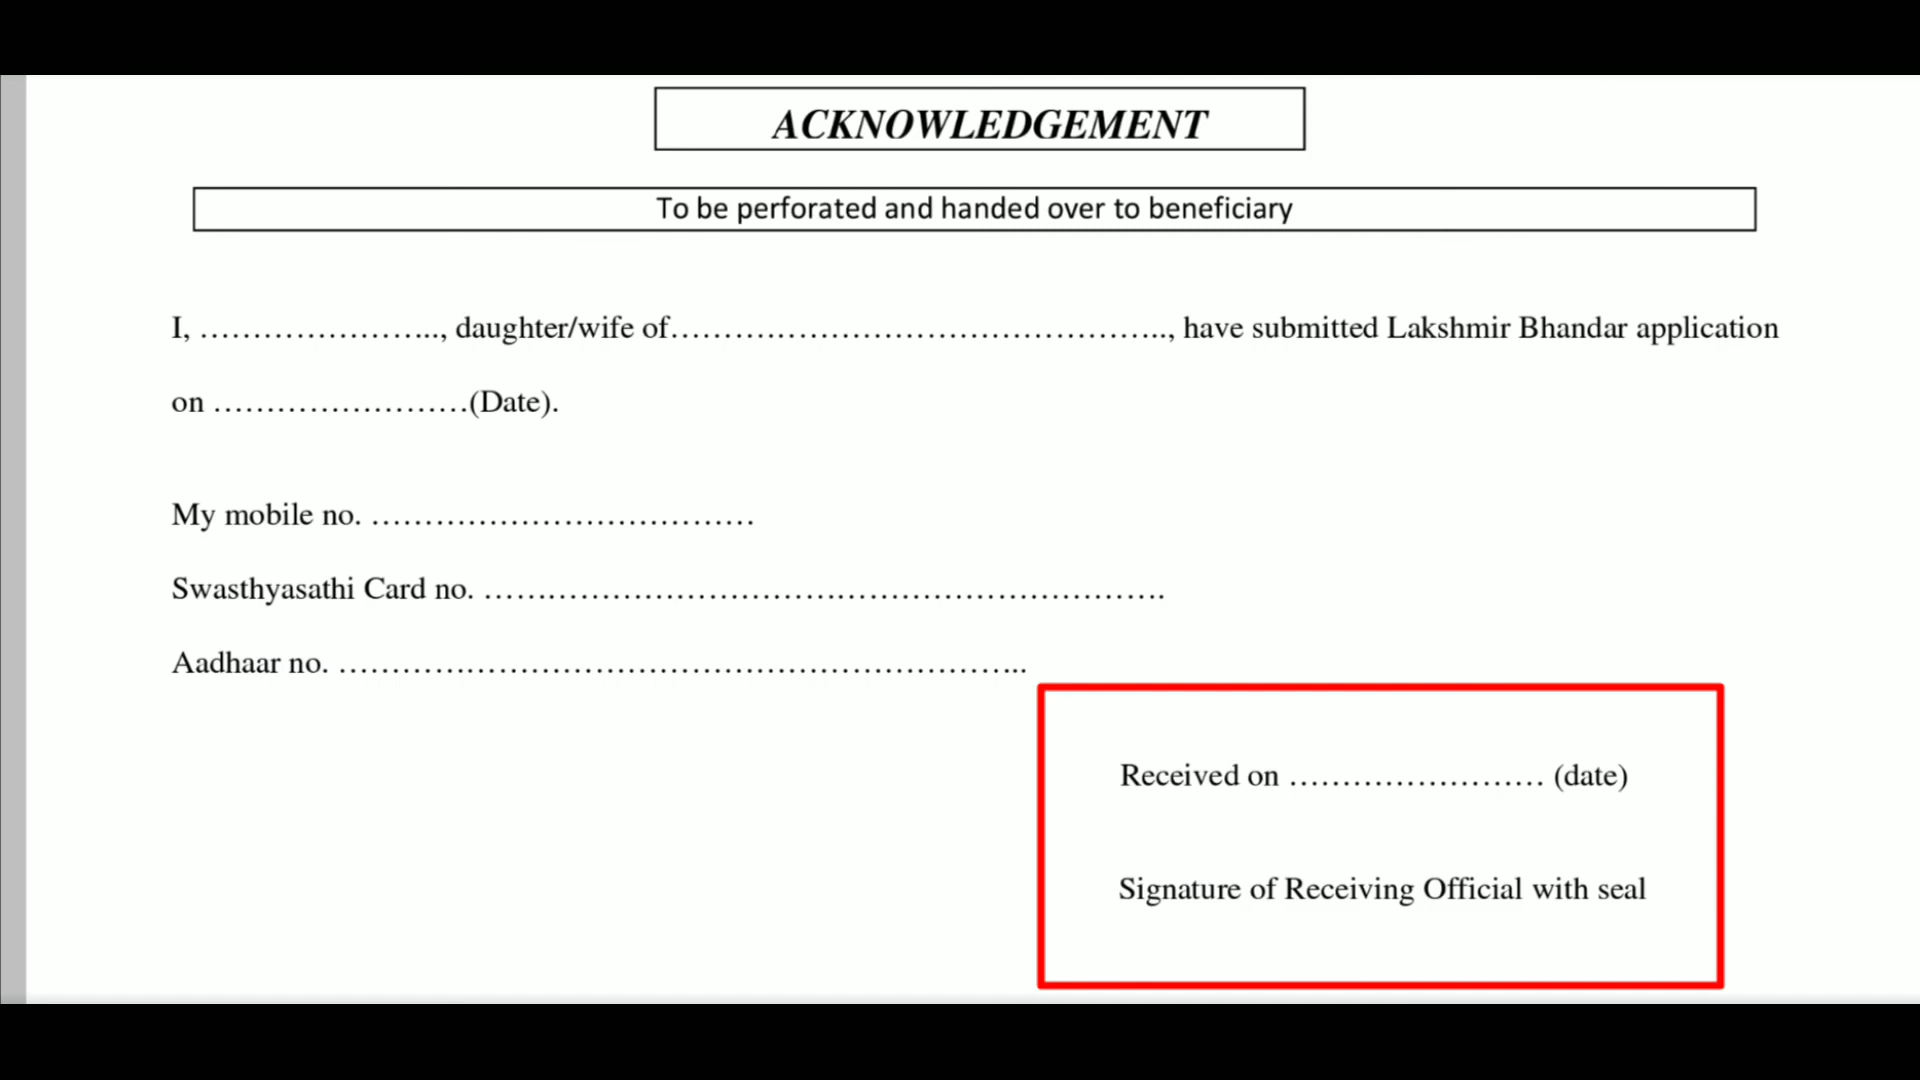 ACKNOWLEDGEMENT
To be perforated and handed over to beneficiary
I, ………………….., daughter/wife of……………………………………….., have submitted Lakshmir Bhandar application
on ……………………(Date).
My mobile no. ………………………………
Swasthyasathi Card no. ……………………………………………………….
Aadhaar no. ………………………………………………………..
Received on …………………… (date)
Signature of Receiving Official with seal